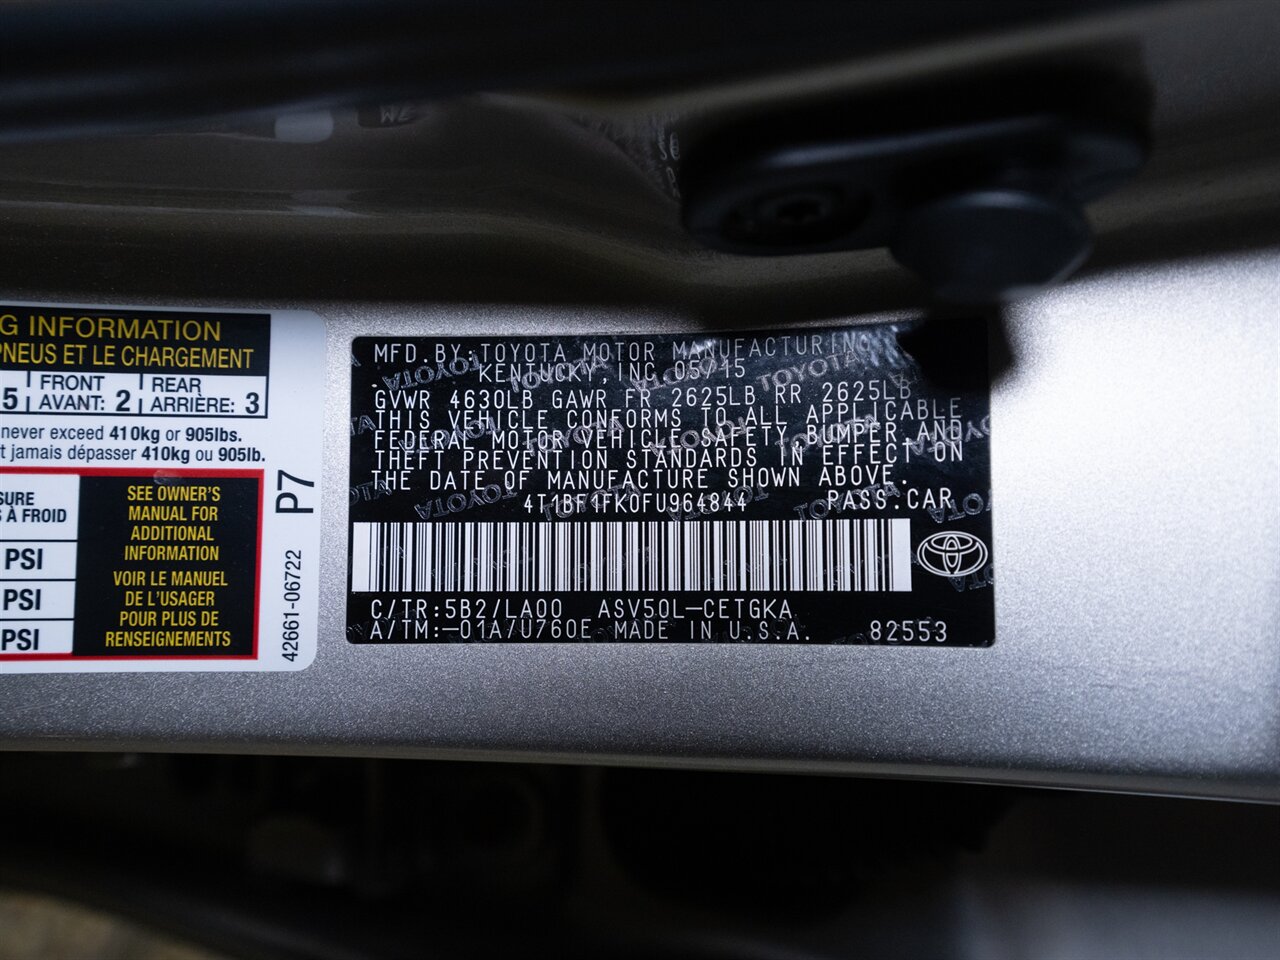 G INFORMATION
PNEUS ET LE CHARGEMENT
5 FRONT AVANT: 2 REAR ARRIÈRE: 3
never exceed 410kg or 905lbs.
t jamais dépasser 410kg ou 905lb.
SURE
À FROID
PSI
PSI
PSI
SEE OWNER'S
MANUAL FOR
ADDITIONAL
INFORMATION
VOIR LE MANUEL
DE L'USAGER
POUR PLUS DE
RENSEIGNEMENTS
P7
42661-06722
MFD.BY:TOYOTA MOTOR MANUFACTURING
KENTUCKY,INC 05/15
GVWR 4630LB GAWR FR 2625LB RR 2625LB
THIS VEHICLE CONFORMS TO ALL APPLICABLE
FEDERAL MOTOR VEHICLE SAFETY,BUMPER,AND
THEFT PREVENTION STANDARDS IN EFFECT ON
THE DATE OF MANUFACTURE SHOWN ABOVE.
4T1BF1FK0FU964844 PASS.CAR
C/TR:5B2/LA00 ASV50L-CETGKA
A/TM:-01A/U760E MADE IN U.S.A. 82553